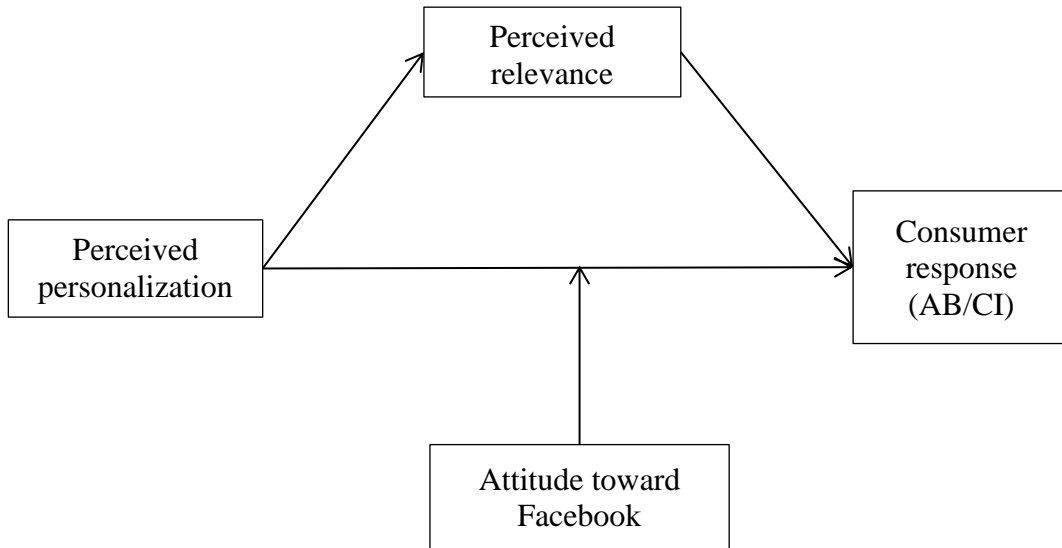 Perceived
relevance
Perceived
personalization
Consumer
response
(AB/CI)
Attitude toward
Facebook